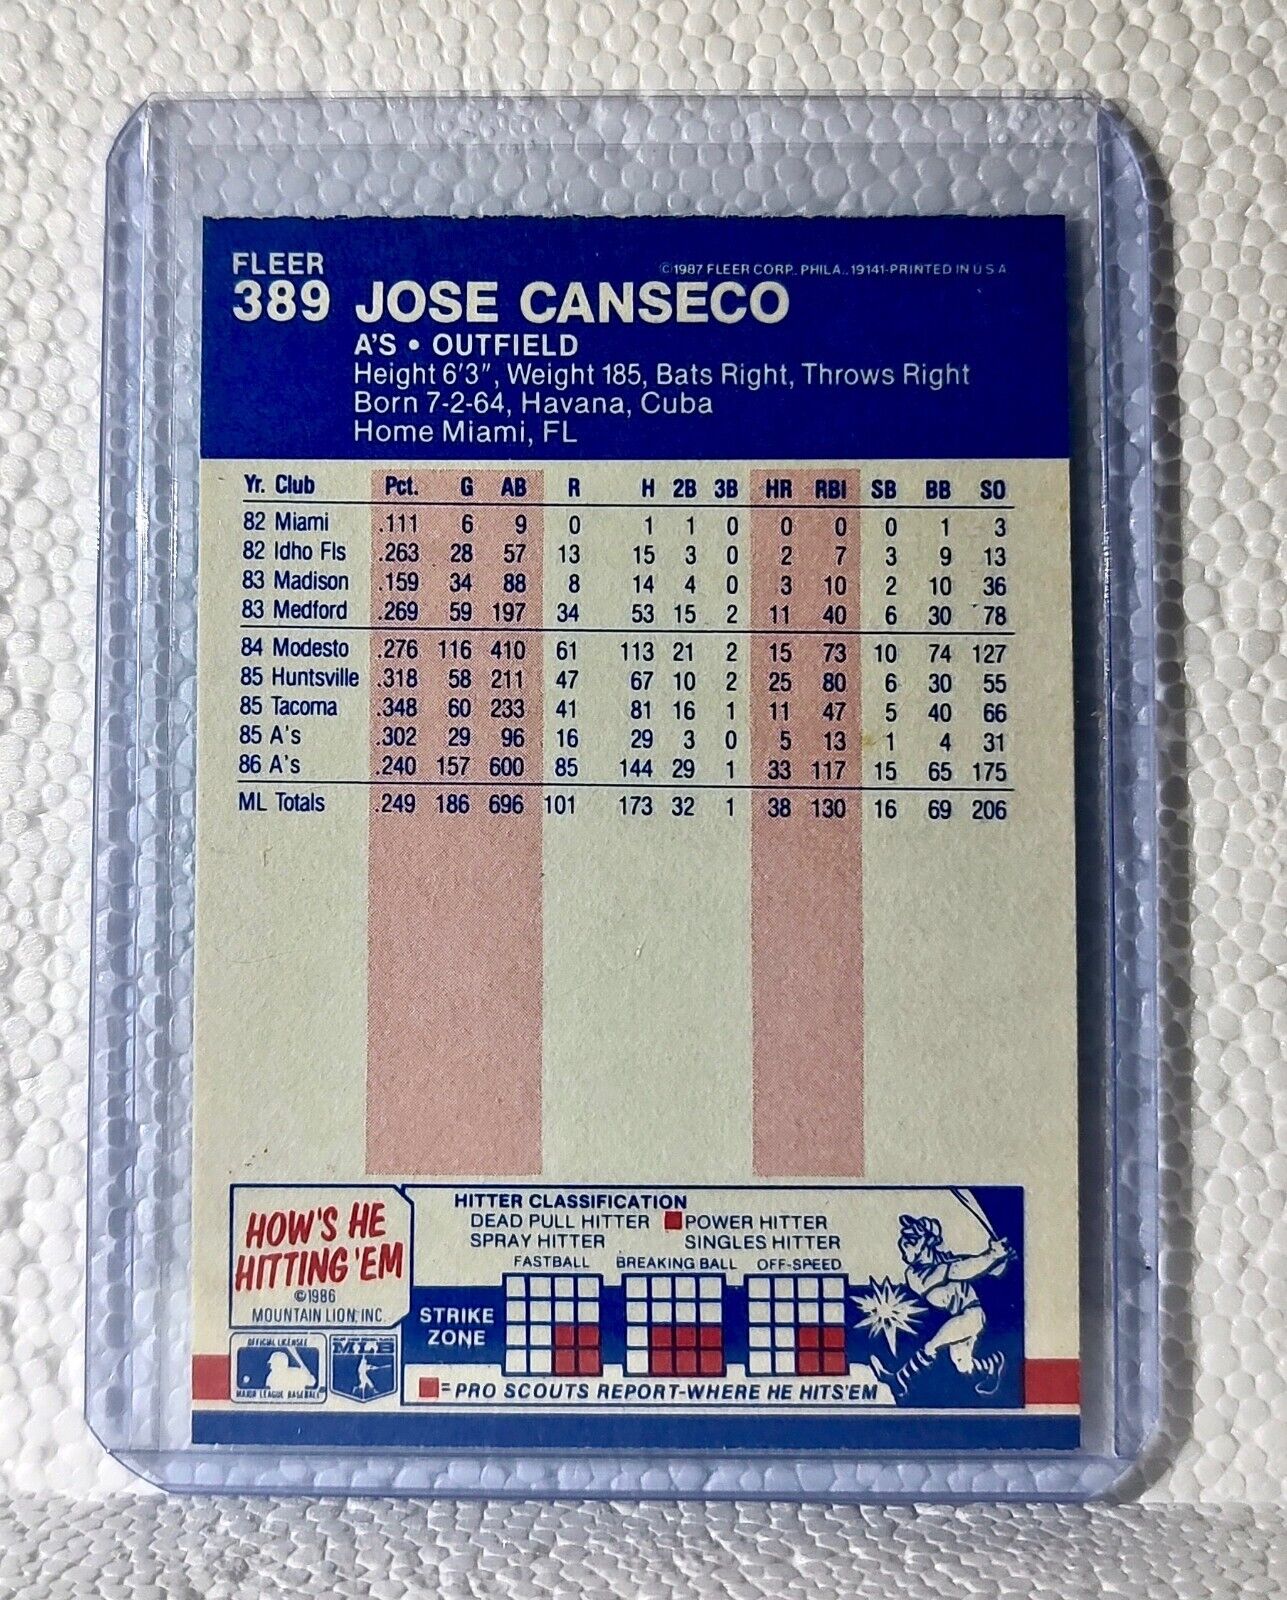 FLEER
©1987 FLEER CORP., PHILA., 19141-PRINTED IN U S A
389 JOSE CANSECO
A'S • OUTFIELD
Height 6'3", Weight 185, Bats Right, Throws Right
Born 7-2-64, Havana, Cuba
Home Miami, FL
Yr. Club Pct. G AB R H 2B 3B HR RBI SB BB SO
82 Miami .111 6 9 0 1 1 0 0 0 0 1 3
82 Idho Fls .263 28 57 13 15 3 0 2 7 3 9 13
83 Madison .159 34 88 8 14 4 0 3 10 2 10 36
83 Medford .269 59 197 34 53 15 2 11 40 6 30 78
84 Modesto .276 116 410 61 113 21 2 15 73 10 74 127
85 Huntsville .318 58 211 47 67 10 2 25 80 6 30 55
85 Tacoma .348 60 233 41 81 16 1 11 47 5 40 66
85 A's .302 29 96 16 29 3 0 5 13 1 4 31
86 A's .240 157 600 85 144 29 1 33 117 15 65 175
ML Totals .249 186 696 101 173 32 1 38 130 16 69 206
HOW'S HE
HITTING 'EM
©1986
MOUNTAIN LION, INC.
OFFICIAL LICENSEE
MAJOR LEAGUE BASEBALL
MLB
HITTER CLASSIFICATION
DEAD PULL HITTER POWER HITTER
SPRAY HITTER SINGLES HITTER
FASTBALL BREAKING BALL OFF-SPEED
STRIKE
ZONE
=PRO SCOUTS REPORT-WHERE HE HITS'EM